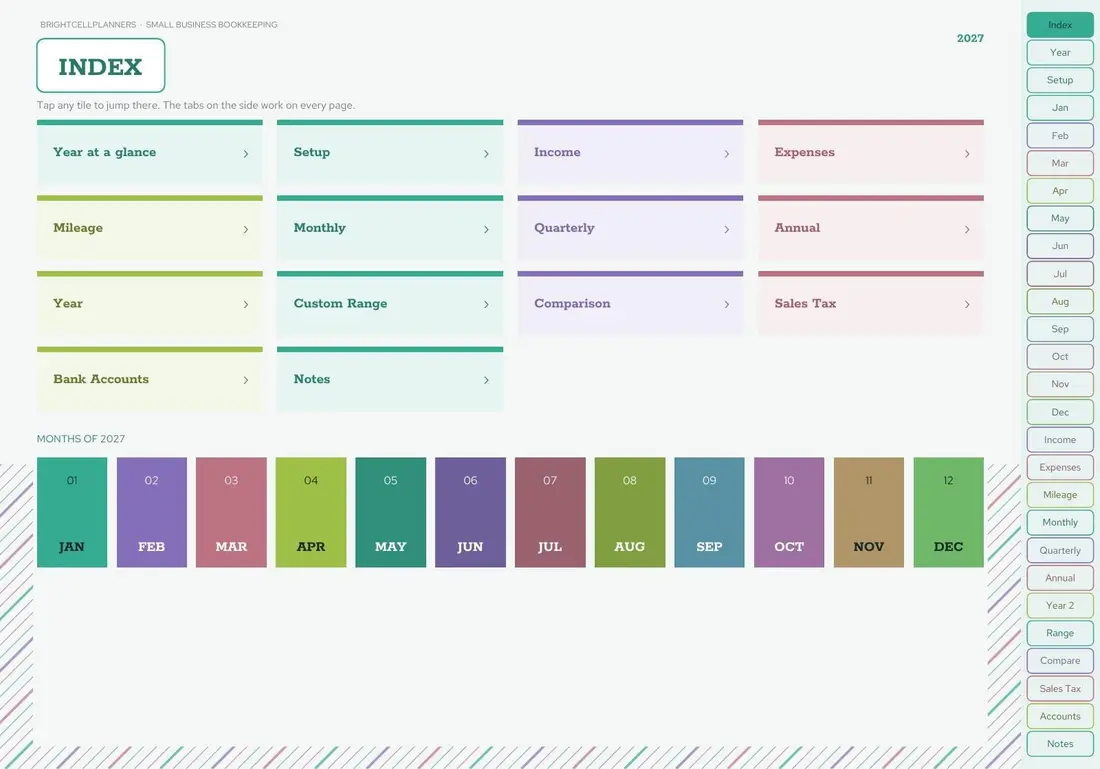 BRIGHTCELLPLANNERS · SMALL BUSINESS BOOKKEEPING
2027
INDEX
Tap any tile to jump there. The tabs on the side work on every page.
Year at a glance ›
Setup ›
Income ›
Expenses ›
Mileage ›
Monthly ›
Quarterly ›
Annual ›
Year ›
Custom Range ›
Comparison ›
Sales Tax ›
Bank Accounts ›
Notes ›
MONTHS OF 2027
01
JAN
02
FEB
03
MAR
04
APR
05
MAY
06
JUN
07
JUL
08
AUG
09
SEP
10
OCT
11
NOV
12
DEC
Index
Year
Setup
Jan
Feb
Mar
Apr
May
Jun
Jul
Aug
Sep
Oct
Nov
Dec
Income
Expenses
Mileage
Monthly
Quarterly
Annual
Year 2
Range
Compare
Sales Tax
Accounts
Notes